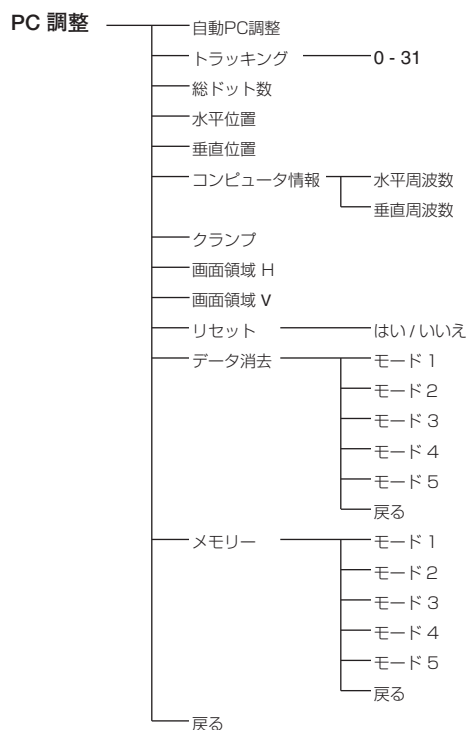 PC 調整 自動PC調整
トラッキング 0 - 31
総ドット数
水平位置
垂直位置
コンピュータ情報 水平周波数
垂直周波数
クランプ
画面領域 H
画面領域 V
リセット はい / いいえ
データ消去 モード 1
モード 2
モード 3
モード 4
モード 5
戻る
メモリー モード 1
モード 2
モード 3
モード 4
モード 5
戻る
戻る